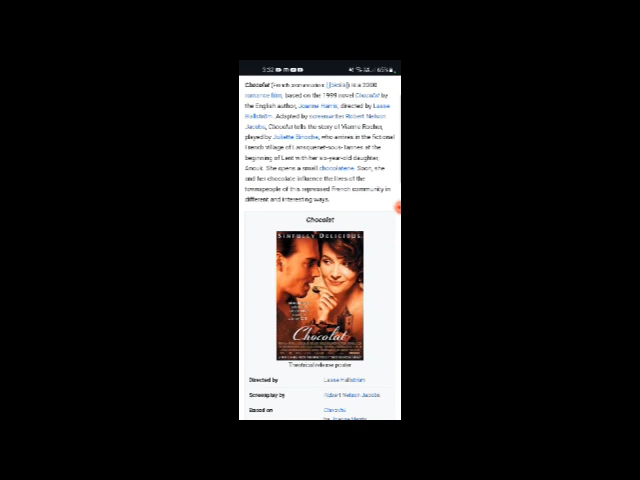 Chocolat (French pronunciation: [ʃɔkɔla]) is a 2000
romance film, based on the 1999 novel Chocolat by
the English author, Joanne Harris, directed by Lasse
Hallström. Adapted by screenwriter Robert Nelson
Jacobs, Chocolat tells the story of Vianne Rocher,
played by Juliette Binoche, who arrives in the fictional
French village of Lansquenet-sous-Tannes at the
beginning of Lent with her six-year-old daughter,
Anouk. She opens a small chocolaterie. Soon, she
and her chocolate influence the lives of the
townspeople of this repressed French community in
different and interesting ways.
Chocolat
SINFULLY DELICIOUS.
Chocolat
Theatrical release poster
Directed by Lasse Hallström
Screenplay by Robert Nelson Jacobs
Based on Chocolat
by Joanne Harris